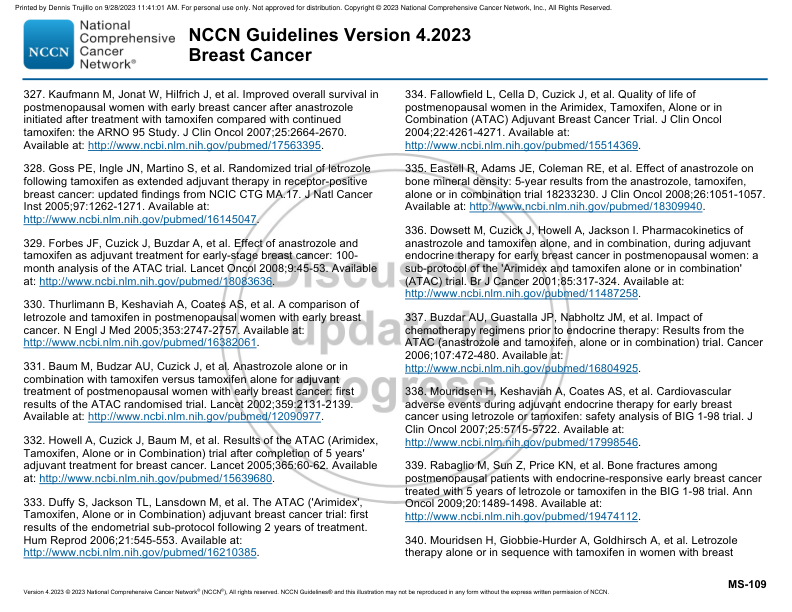 Printed by Dennis Trujillo on 9/28/2023 11:41:01 AM. For personal use only. Not approved for distribution. Copyright © 2023 National Comprehensive Cancer Network, Inc., All Rights Reserved.
NCCN
National
Comprehensive
Cancer
Network®
NCCN Guidelines Version 4.2023
Breast Cancer
327. Kaufmann M, Jonat W, Hilfrich J, et al. Improved overall survival in
postmenopausal women with early breast cancer after anastrozole
initiated after treatment with tamoxifen compared with continued
tamoxifen: the ARNO 95 Study. J Clin Oncol 2007;25:2664-2670.
Available at: http://www.ncbi.nlm.nih.gov/pubmed/17563395.
328. Goss PE, Ingle JN, Martino S, et al. Randomized trial of letrozole
following tamoxifen as extended adjuvant therapy in receptor-positive
breast cancer: updated findings from NCIC CTG MA.17. J Natl Cancer
Inst 2005;97:1262-1271. Available at:
http://www.ncbi.nlm.nih.gov/pubmed/16145047.
329. Forbes JF, Cuzick J, Buzdar A, et al. Effect of anastrozole and
tamoxifen as adjuvant treatment for early-stage breast cancer: 100-
month analysis of the ATAC trial. Lancet Oncol 2008;9:45-53. Available
at: http://www.ncbi.nlm.nih.gov/pubmed/18083636.
330. Thurlimann B, Keshaviah A, Coates AS, et al. A comparison of
letrozole and tamoxifen in postmenopausal women with early breast
cancer. N Engl J Med 2005;353:2747-2757. Available at:
http://www.ncbi.nlm.nih.gov/pubmed/16382061.
331. Baum M, Budzar AU, Cuzick J, et al. Anastrozole alone or in
combination with tamoxifen versus tamoxifen alone for adjuvant
treatment of postmenopausal women with early breast cancer: first
results of the ATAC randomised trial. Lancet 2002;359:2131-2139.
Available at: http://www.ncbi.nlm.nih.gov/pubmed/12090977.
332. Howell A, Cuzick J, Baum M, et al. Results of the ATAC (Arimidex,
Tamoxifen, Alone or in Combination) trial after completion of 5 years'
adjuvant treatment for breast cancer. Lancet 2005;365:60-62. Available
at: http://www.ncbi.nlm.nih.gov/pubmed/15639680.
333. Duffy S, Jackson TL, Lansdown M, et al. The ATAC ('Arimidex',
Tamoxifen, Alone or in Combination) adjuvant breast cancer trial: first
results of the endometrial sub-protocol following 2 years of treatment.
Hum Reprod 2006;21:545-553. Available at:
http://www.ncbi.nlm.nih.gov/pubmed/16210385.
334. Fallowfield L, Cella D, Cuzick J, et al. Quality of life of
postmenopausal women in the Arimidex, Tamoxifen, Alone or in
Combination (ATAC) Adjuvant Breast Cancer Trial. J Clin Oncol
2004;22:4261-4271. Available at:
http://www.ncbi.nlm.nih.gov/pubmed/15514369.
335. Eastell R, Adams JE, Coleman RE, et al. Effect of anastrozole on
bone mineral density: 5-year results from the anastrozole, tamoxifen,
alone or in combination trial 18233230. J Clin Oncol 2008;26:1051-1057.
Available at: http://www.ncbi.nlm.nih.gov/pubmed/18309940.
336. Dowsett M, Cuzick J, Howell A, Jackson I. Pharmacokinetics of
anastrozole and tamoxifen alone, and in combination, during adjuvant
endocrine therapy for early breast cancer in postmenopausal women: a
sub-protocol of the 'Arimidex and tamoxifen alone or in combination'
(ATAC) trial. Br J Cancer 2001;85:317-324. Available at:
http://www.ncbi.nlm.nih.gov/pubmed/11487258.
337. Buzdar AU, Guastalla JP, Nabholtz JM, et al. Impact of
chemotherapy regimens prior to endocrine therapy: Results from the
ATAC (anastrozole and tamoxifen, alone or in combination) trial. Cancer
2006;107:472-480. Available at:
http://www.ncbi.nlm.nih.gov/pubmed/16804925.
338. Mouridsen H, Keshaviah A, Coates AS, et al. Cardiovascular
adverse events during adjuvant endocrine therapy for early breast
cancer using letrozole or tamoxifen: safety analysis of BIG 1-98 trial. J
Clin Oncol 2007;25:5715-5722. Available at:
http://www.ncbi.nlm.nih.gov/pubmed/17998546.
339. Rabaglio M, Sun Z, Price KN, et al. Bone fractures among
postmenopausal patients with endocrine-responsive early breast cancer
treated with 5 years of letrozole or tamoxifen in the BIG 1-98 trial. Ann
Oncol 2009;20:1489-1498. Available at:
http://www.ncbi.nlm.nih.gov/pubmed/19474112.
340. Mouridsen H, Giobbie-Hurder A, Goldhirsch A, et al. Letrozole
therapy alone or in sequence with tamoxifen in women with breast
Discussion
update in
progress
MS-109
Version 4.2023 © 2023 National Comprehensive Cancer Network® (NCCN®), All rights reserved. NCCN Guidelines® and this illustration may not be reproduced in any form without the express written permission of NCCN.